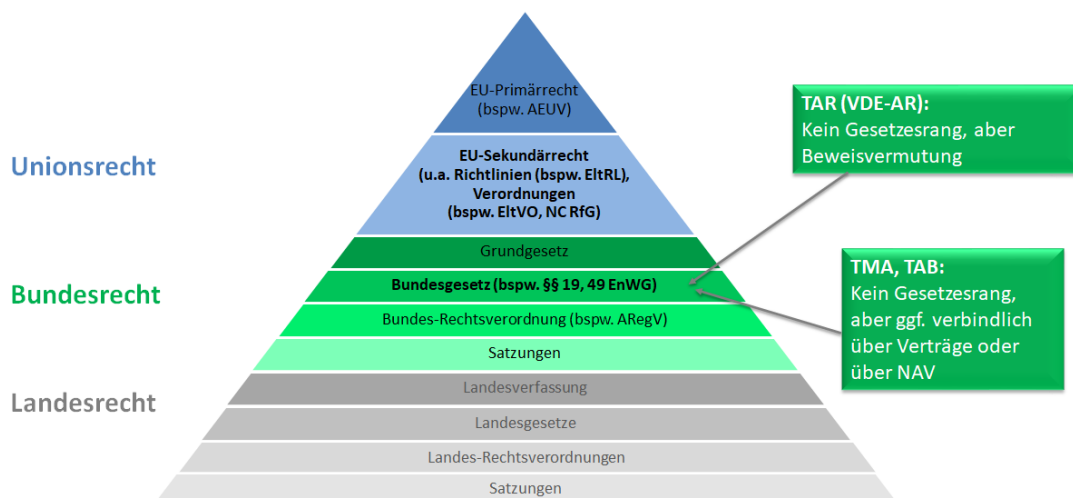 EU-Primärrecht
(bspw. AEUV)
TAR (VDE-AR):
Kein Gesetzesrang, aber
Beweisvermutung
Unionsrecht
EU-Sekundärrecht
(u.a. Richtlinien (bspw. EltRL),
Verordnungen
(bspw. EltVO, NC RfG)
Grundgesetz
Bundesrecht
Bundesgesetz (bspw. §§ 19, 49 EnWG)
Bundes-Rechtsverordnung (bspw. ARegV)
Satzungen
TMA, TAB:
Kein Gesetzesrang,
aber ggf. verbindlich
über Verträge oder
über NAV
Landesrecht
Landesverfassung
Landesgesetze
Landes-Rechtsverordnungen
Satzungen